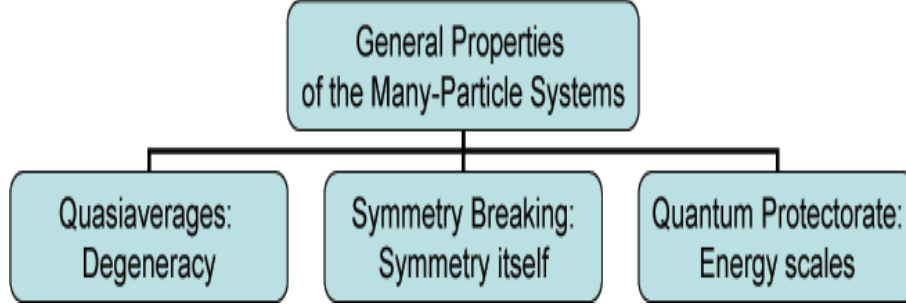 General Properties
of the Many-Particle Systems
Quasiaverages:
Degeneracy
Symmetry Breaking:
Symmetry itself
Quantum Protectorate:
Energy scales